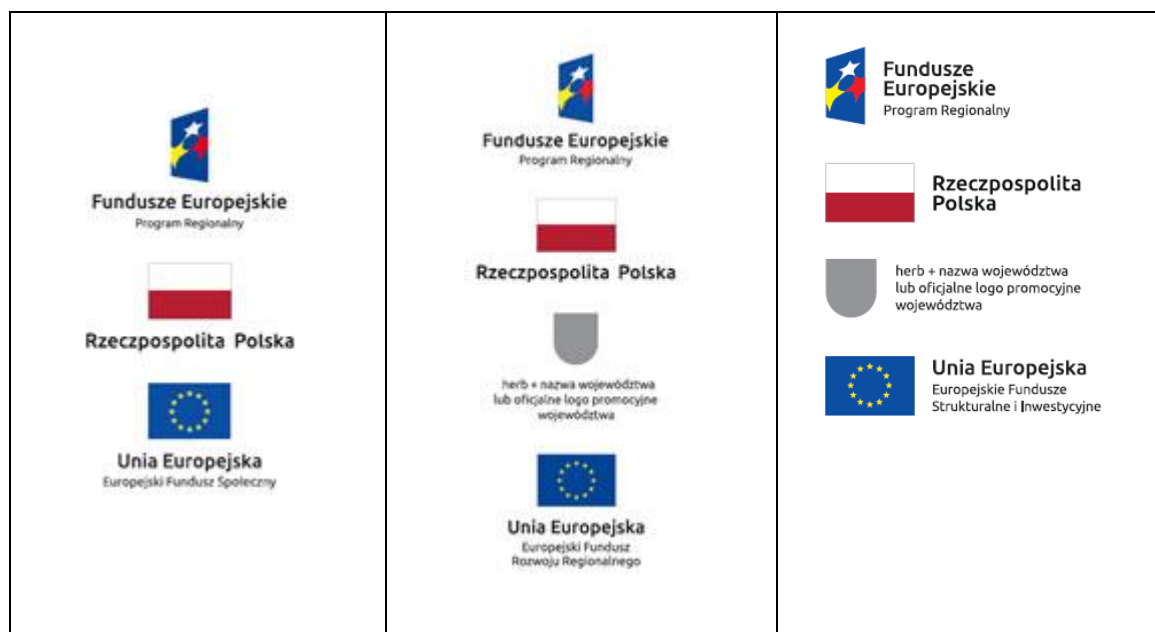 Fundusze Europejskie
Program Regionalny
Rzeczpospolita Polska
Unia Europejska
Europejski Fundusz Społeczny
Fundusze Europejskie
Program Regionalny
Rzeczpospolita Polska
herb + nazwa województwa
lub oficjalne logo promocyjne
województwa
Unia Europejska
Europejski Fundusz
Rozwoju Regionalnego
Fundusze
Europejskie
Program Regionalny
Rzeczpospolita
Polska
herb + nazwa województwa
lub oficjalne logo promocyjne
województwa
Unia Europejska
Europejskie Fundusze
Strukturalne i Inwestycyjne